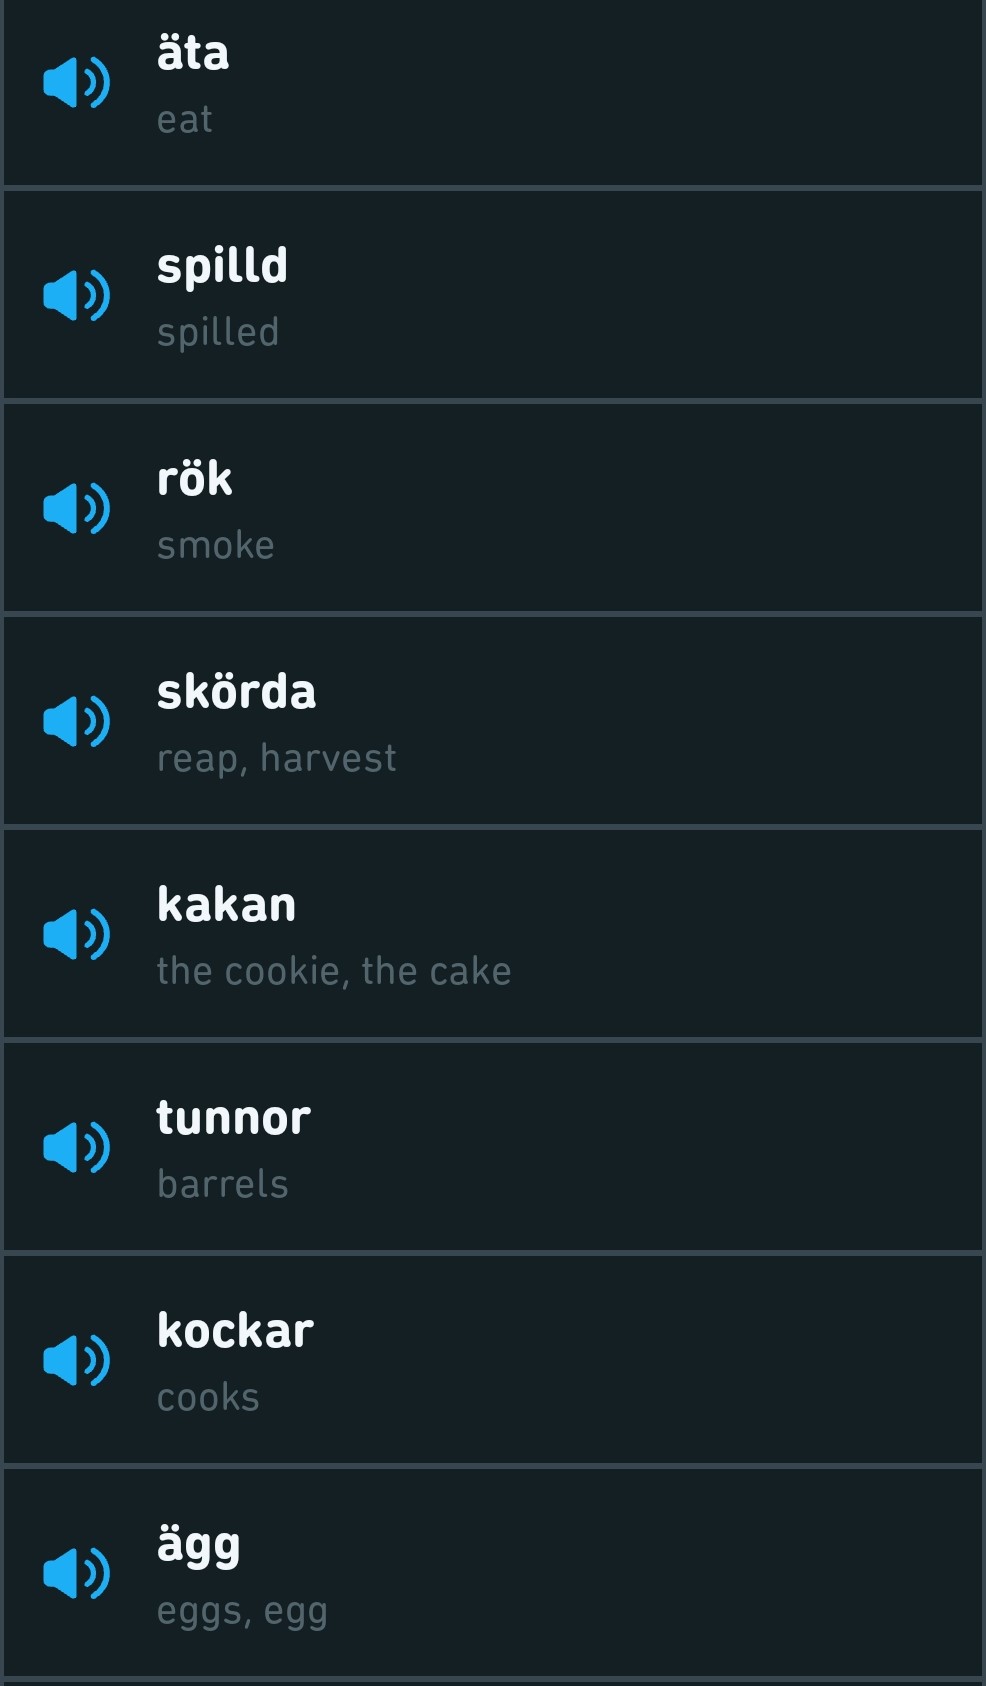 äta
eat
spilld
spilled
rök
smoke
skörda
reap, harvest
kakan
the cookie, the cake
tunnor
barrels
kockar
cooks
ägg
eggs, egg